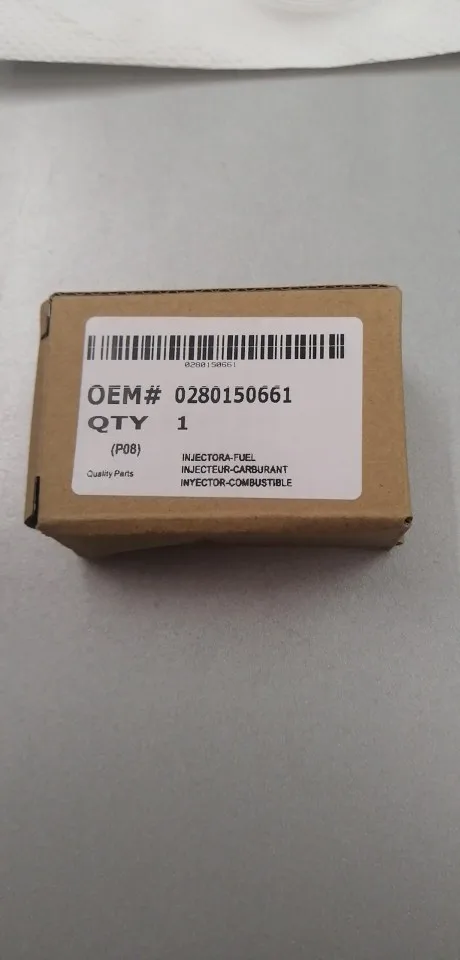 0280150661
OEM# 0280150661
QTY 1
(P08)
INJECTORA-FUEL
INJECTEUR-CARBURANT
INYECTOR-COMBUSTIBLE
Quality Parts